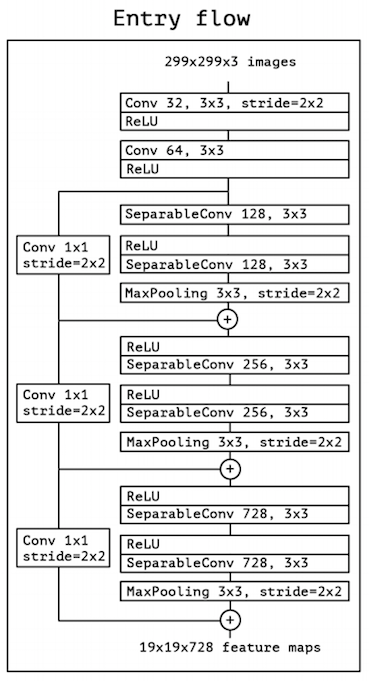 Entry flow
299x299x3 images
Conv 32, 3x3, stride=2x2
ReLU
Conv 64, 3x3
ReLU
SeparableConv 128, 3x3
Conv 1x1
stride=2x2
ReLU
SeparableConv 128, 3x3
MaxPooling 3x3, stride=2x2
+
ReLU
SeparableConv 256, 3x3
Conv 1x1
stride=2x2
ReLU
SeparableConv 256, 3x3
MaxPooling 3x3, stride=2x2
+
ReLU
SeparableConv 728, 3x3
Conv 1x1
stride=2x2
ReLU
SeparableConv 728, 3x3
MaxPooling 3x3, stride=2x2
+
19x19x728 feature maps